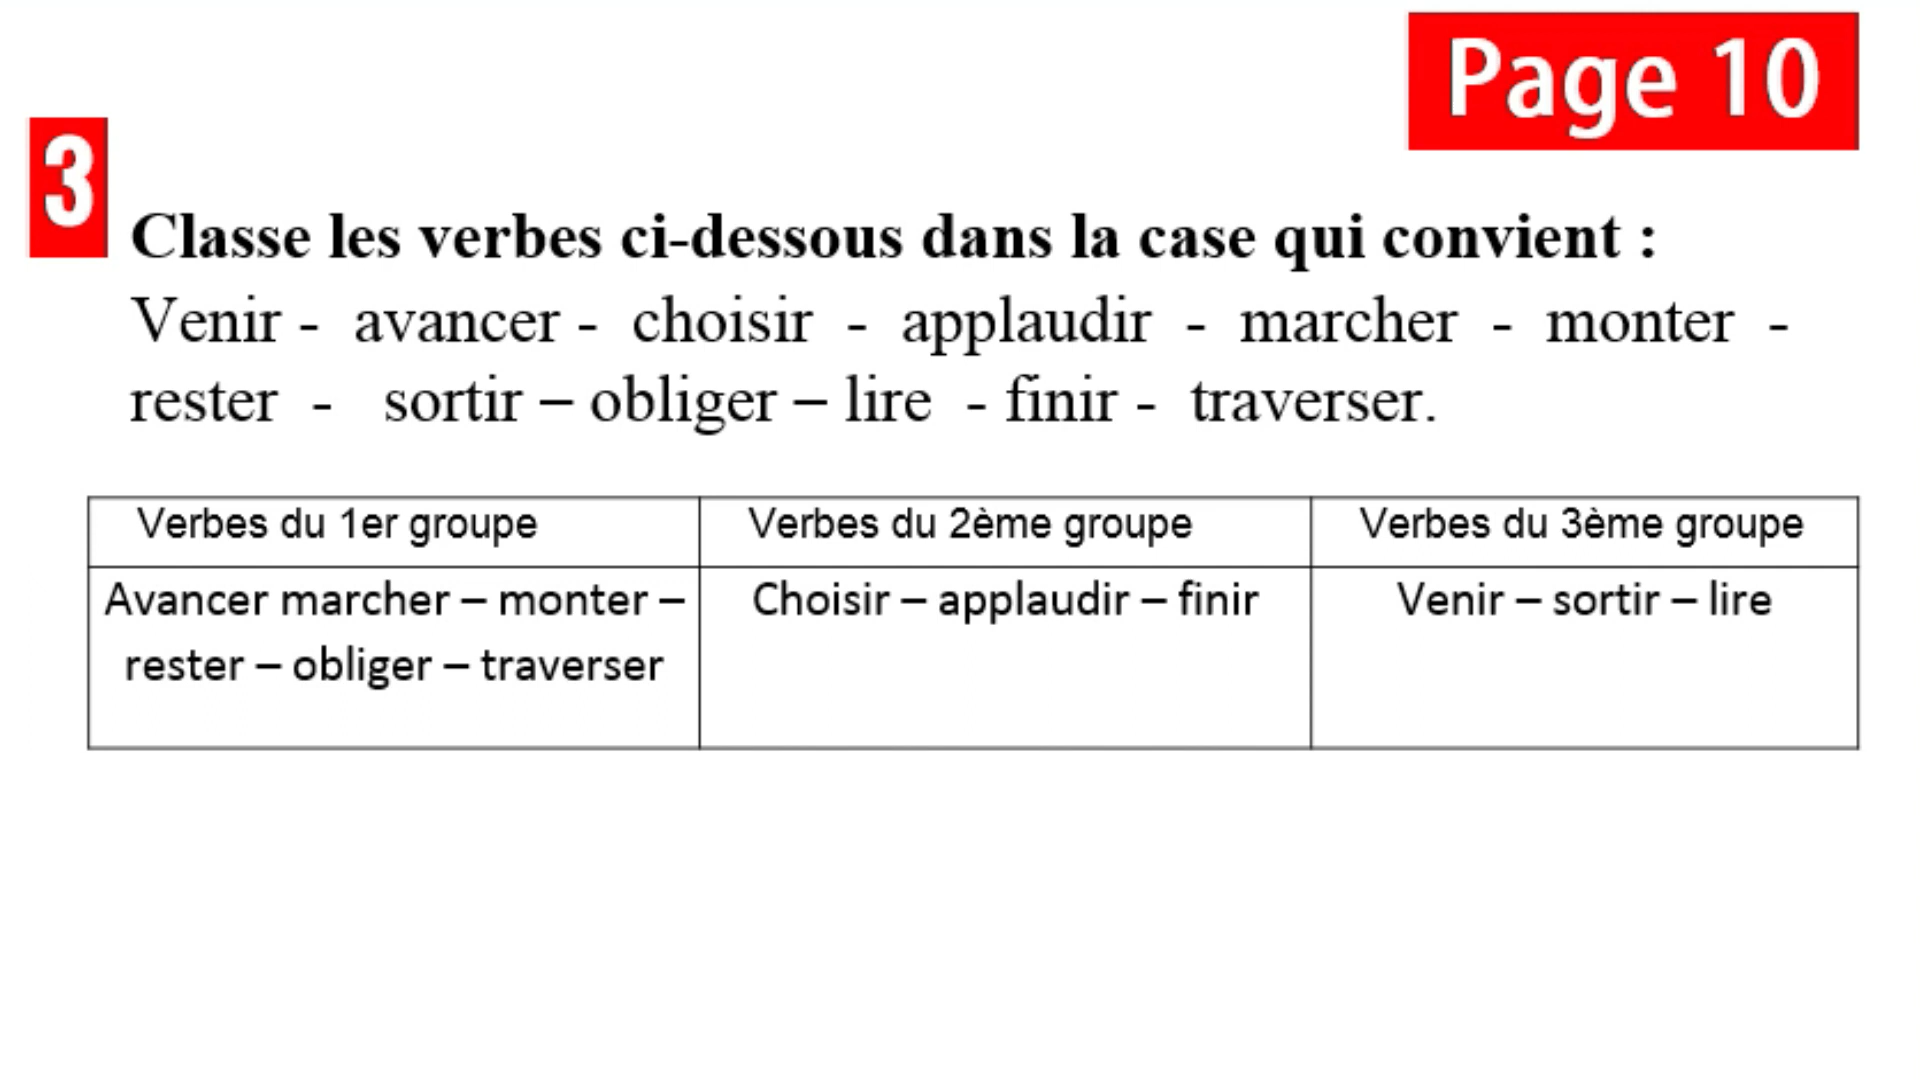 Page 10
3
Classe les verbes ci-dessous dans la case qui convient :
Venir - avancer - choisir - applaudir - marcher - monter -
rester - sortir – obliger – lire - finir - traverser.
Verbes du 1er groupe
Verbes du 2ème groupe
Verbes du 3ème groupe
Avancer marcher – monter –
rester – obliger – traverser
Choisir – applaudir – finir
Venir – sortir – lire